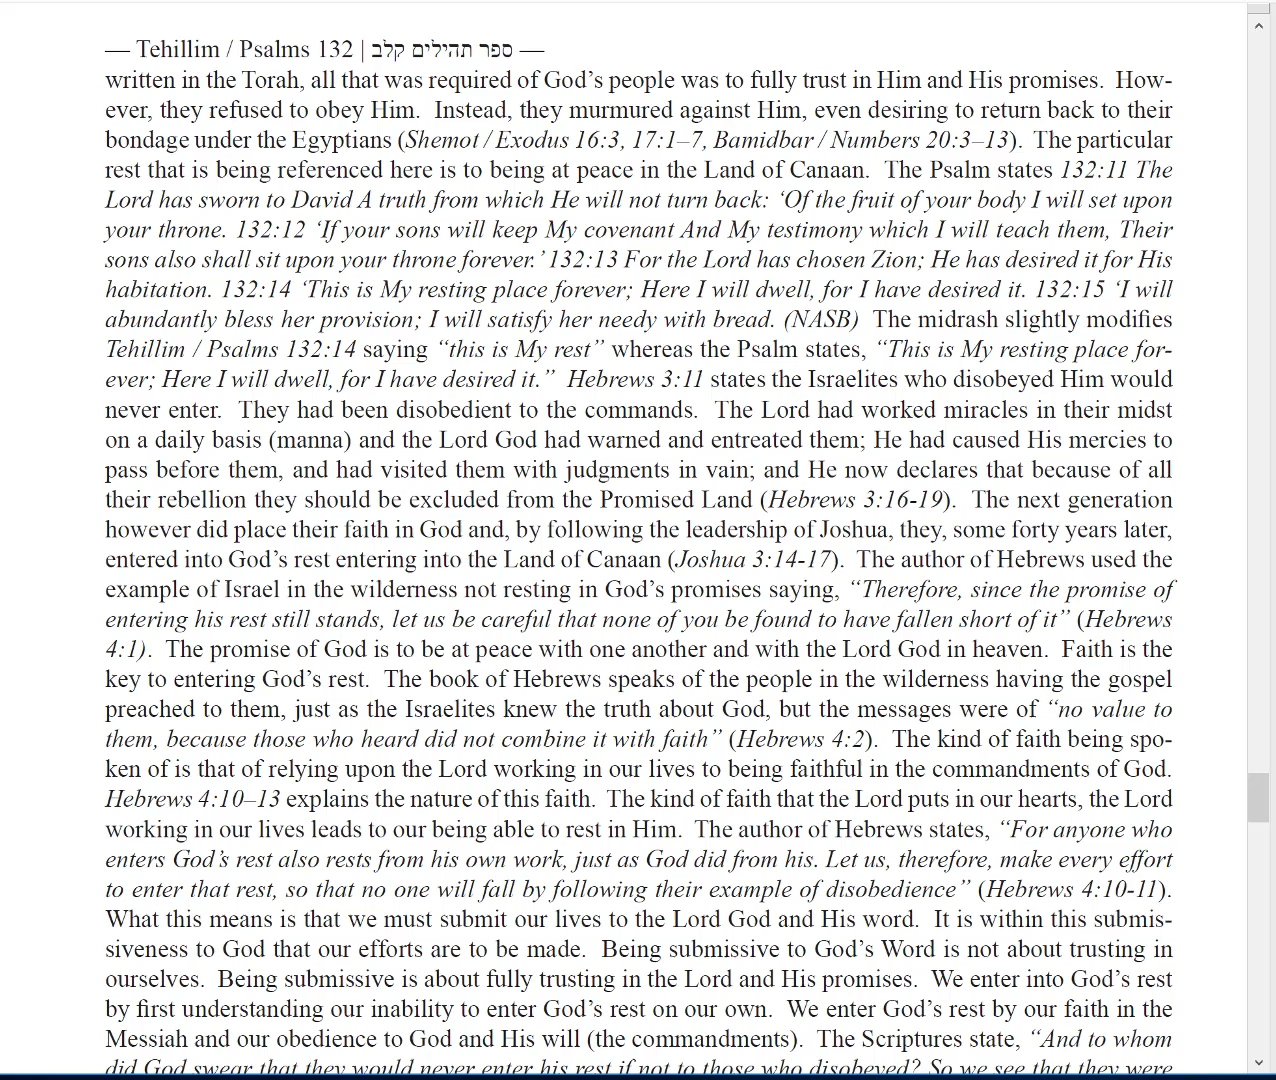 — Tehillim / Psalms 132 | ספר תהילים קלב —
written in the Torah, all that was required of God’s people was to fully trust in Him and His promises.  How-
ever, they refused to obey Him.  Instead, they murmured against Him, even desiring to return back to their
bondage under the Egyptians (Shemot / Exodus 16:3, 17:1–7, Bamidbar / Numbers 20:3–13).  The particular
rest that is being referenced here is to being at peace in the Land of Canaan.  The Psalm states 132:11 The
Lord has sworn to David A truth from which He will not turn back: ‘Of the fruit of your body I will set upon
your throne. 132:12 ‘If your sons will keep My covenant And My testimony which I will teach them, Their
sons also shall sit upon your throne forever.’ 132:13 For the Lord has chosen Zion; He has desired it for His
habitation. 132:14 ‘This is My resting place forever; Here I will dwell, for I have desired it. 132:15 ‘I will
abundantly bless her provision; I will satisfy her needy with bread. (NASB)  The midrash slightly modifies
Tehillim / Psalms 132:14 saying “this is My rest” whereas the Psalm states, “This is My resting place for-
ever; Here I will dwell, for I have desired it.”  Hebrews 3:11 states the Israelites who disobeyed Him would
never enter.  They had been disobedient to the commands.  The Lord had worked miracles in their midst
on a daily basis (manna) and the Lord God had warned and entreated them; He had caused His mercies to
pass before them, and had visited them with judgments in vain; and He now declares that because of all
their rebellion they should be excluded from the Promised Land (Hebrews 3:16-19).  The next generation
however did place their faith in God and, by following the leadership of Joshua, they, some forty years later,
entered into God’s rest entering into the Land of Canaan (Joshua 3:14-17).  The author of Hebrews used the
example of Israel in the wilderness not resting in God’s promises saying, “Therefore, since the promise of
entering his rest still stands, let us be careful that none of you be found to have fallen short of it” (Hebrews
4:1).  The promise of God is to be at peace with one another and with the Lord God in heaven.  Faith is the
key to entering God’s rest.  The book of Hebrews speaks of the people in the wilderness having the gospel
preached to them, just as the Israelites knew the truth about God, but the messages were of “no value to
them, because those who heard did not combine it with faith” (Hebrews 4:2).  The kind of faith being spo-
ken of is that of relying upon the Lord working in our lives to being faithful in the commandments of God.
Hebrews 4:10–13 explains the nature of this faith.  The kind of faith that the Lord puts in our hearts, the Lord
working in our lives leads to our being able to rest in Him.  The author of Hebrews states, “For anyone who
enters God’s rest also rests from his own work, just as God did from his. Let us, therefore, make every effort
to enter that rest, so that no one will fall by following their example of disobedience” (Hebrews 4:10-11).
What this means is that we must submit our lives to the Lord God and His word.  It is within this submis-
siveness to God that our efforts are to be made.  Being submissive to God’s Word is not about trusting in
ourselves.  Being submissive is about fully trusting in the Lord and His promises.  We enter into God’s rest
by first understanding our inability to enter God’s rest on our own.  We enter God’s rest by our faith in the
Messiah and our obedience to God and His will (the commandments).  The Scriptures state, “And to whom
did God swear that they would never enter his rest if not to those who disobeyed? So we see that they were